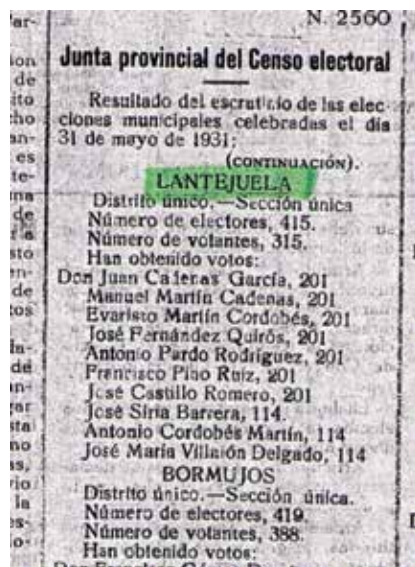 N. 2560
Junta provincial del Censo electoral
Resultado del escrutinio de las elec-
ciones municipales celebradas el día
31 de mayo de 1931:
(CONTINUACIÓN).
LANTEJUELA
Distrito único.—Sección única
Número de electores, 415.
Número de votantes, 315.
Han obtenido votos:
Don Juan Cadenas García, 201
Manuel Martín Cadenas, 201
Evaristo Martín Cordobés, 201
José Fernández Quirós, 201
Antonio Pardo Rodríguez, 201
Francisco Pino Ruiz, 201
José Castillo Romero, 201
José Siria Barrera, 114.
Antonio Cordobés Martín, 114
José María Villalón Delgado, 114
BORMUJOS
Distrito único.—Sección única.
Número de electores, 419.
Número de votantes, 388.
Han obtenido votos: